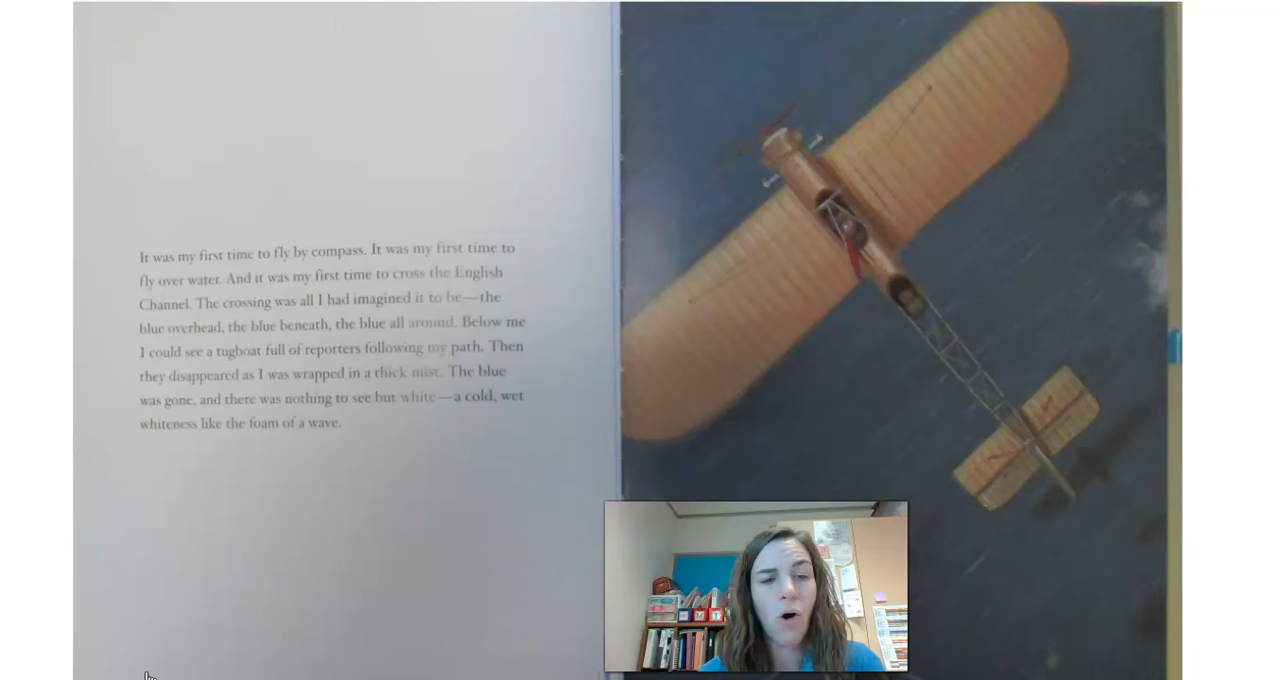 It was my first time to fly by compass. It was my first time to
fly over water. And it was my first time to cross the English
Channel. The crossing was all I had imagined it to be—the
blue overhead, the blue beneath, the blue all around. Below me
I could see a tugboat full of reporters following my path. Then
they disappeared as I was wrapped in a thick mist. The blue
was gone, and there was nothing to see but white—a cold, wet
whiteness like the foam of a wave.